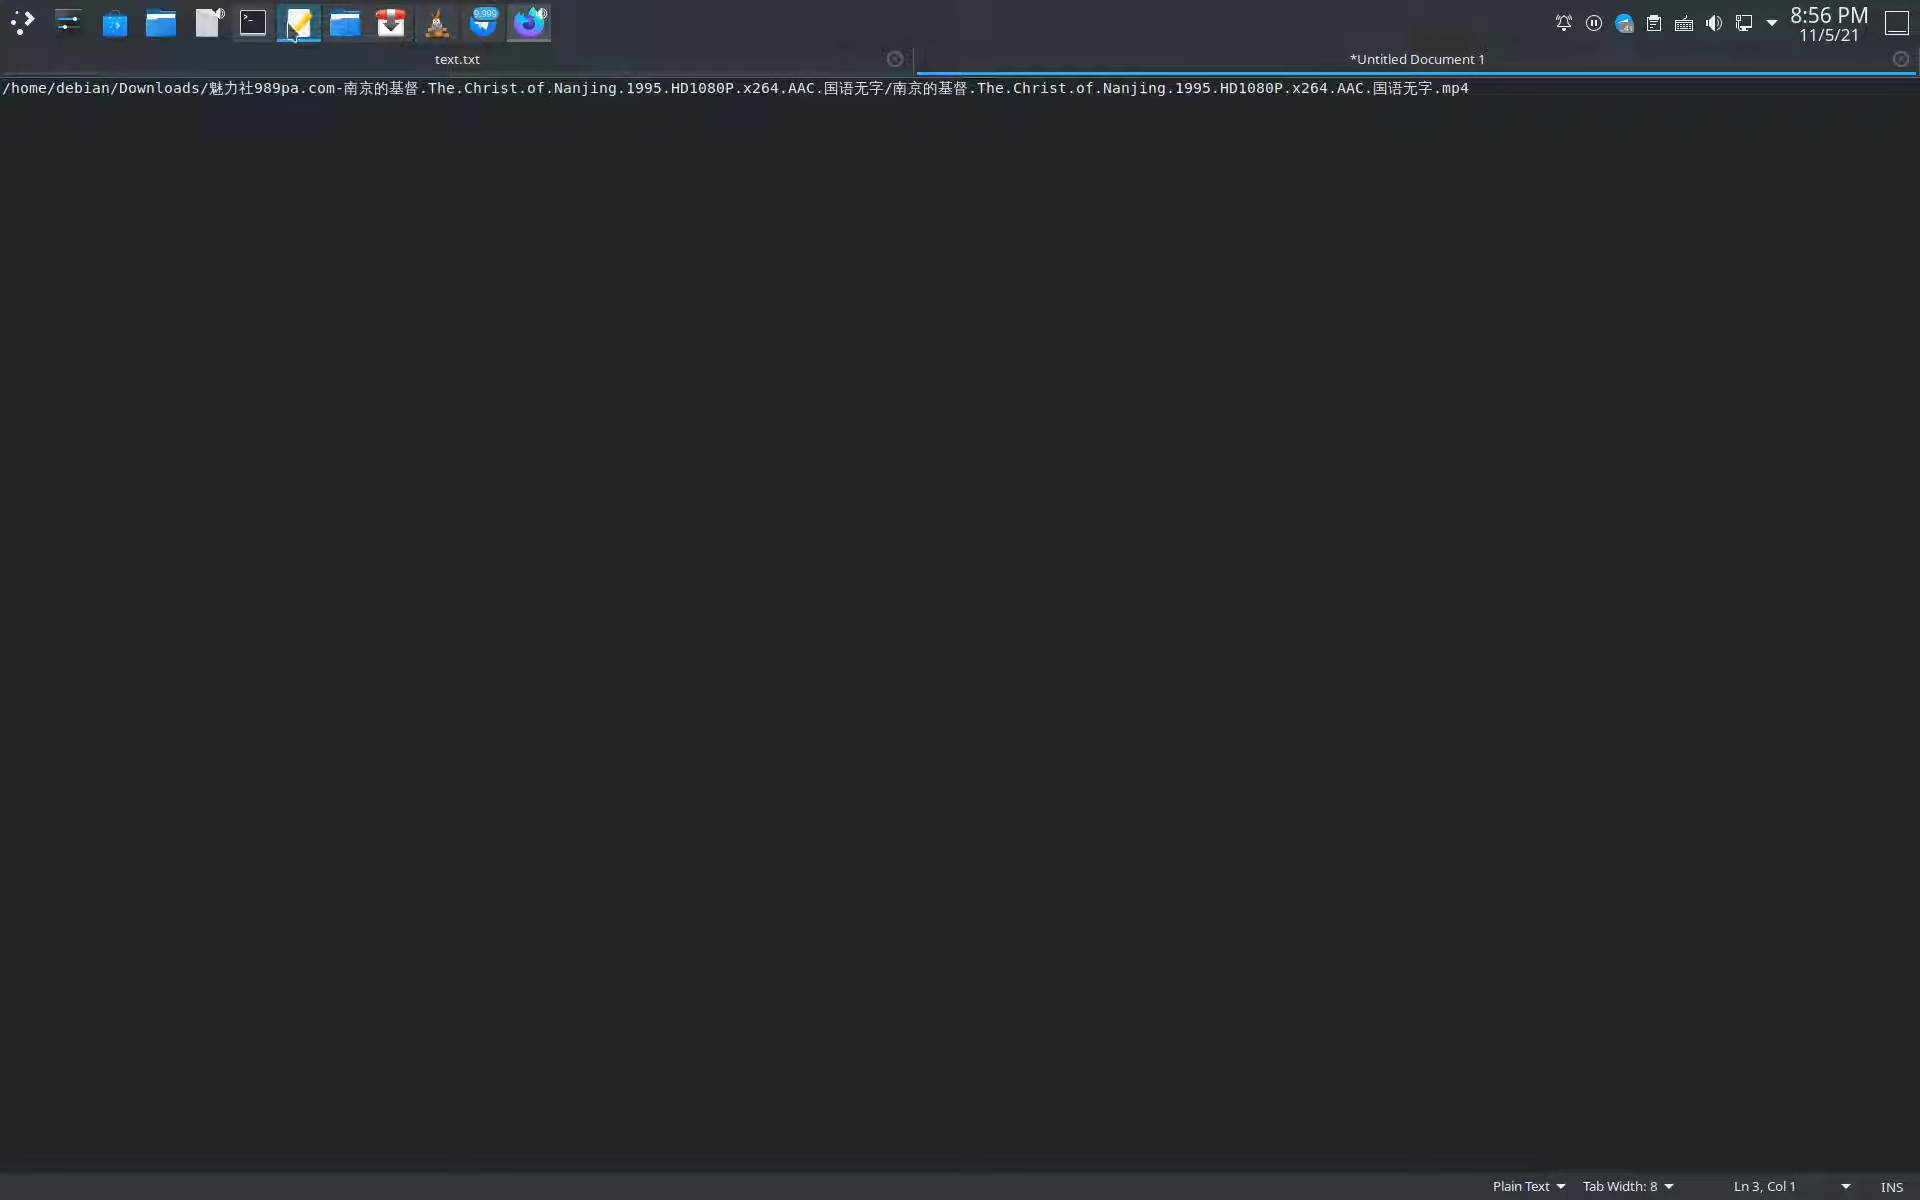 9,999
41
8:56 PM
11/5/21
text.txt
*Untitled Document 1
/home/debian/Downloads/魅力社989pa.com-南京的基督.The.Christ.of.Nanjing.1995.HD1080P.x264.AAC.国语无字/南京的基督.The.Christ.of.Nanjing.1995.HD1080P.x264.AAC.国语无字.mp4
Plain Text
Tab Width: 8
Ln 3, Col 1
INS